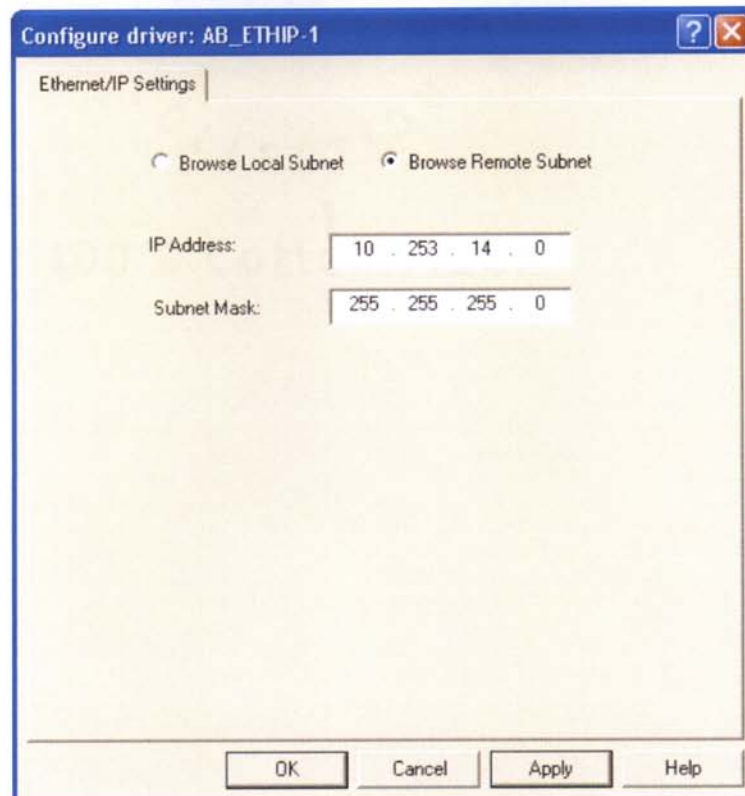 Configure driver: AB_ETHIP-1
Ethernet/IP Settings
Browse Local Subnet Browse Remote Subnet
IP Address: 10 . 253 . 14 . 0
Subnet Mask: 255 . 255 . 255 . 0
OK Cancel Apply Help